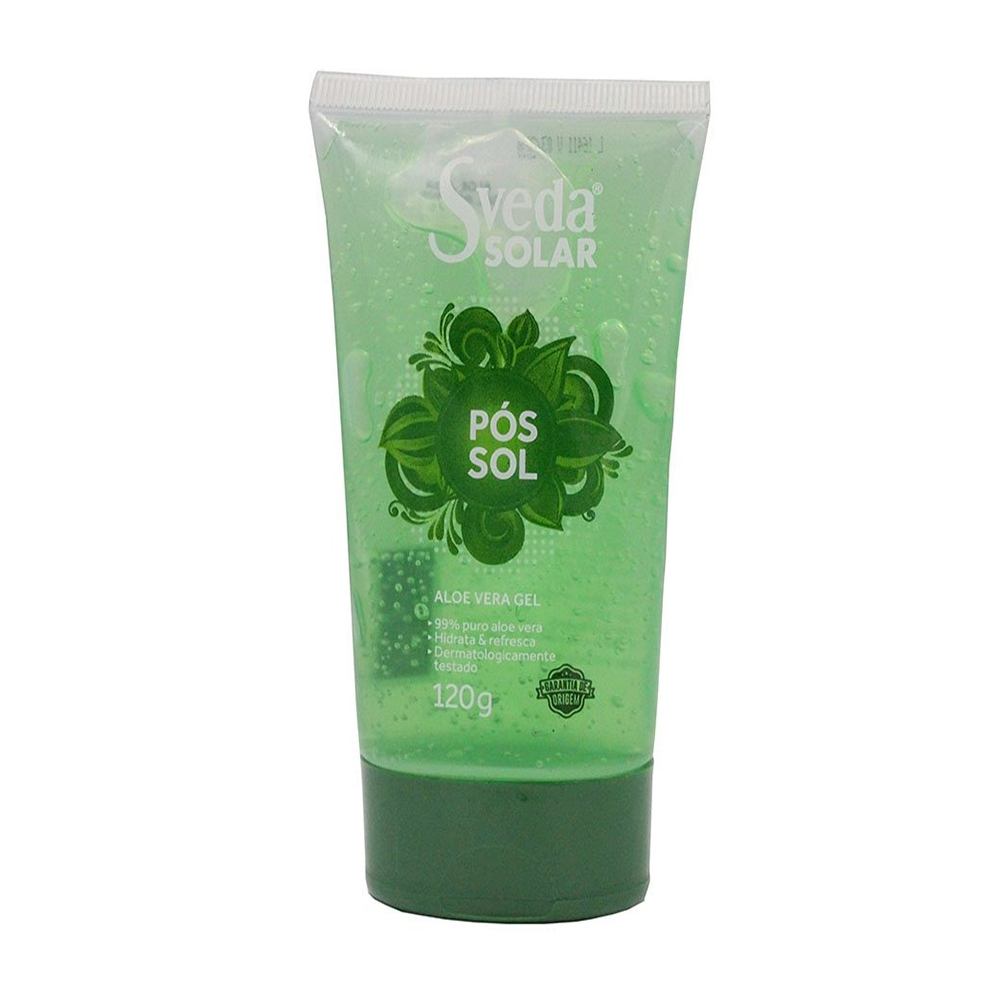 Sveda®
SOLAR
PÓS
SOL
ALOE VERA GEL
• 99% puro aloe vera
• Hidrata & refresca
• Dermatologicamente
testado
120g
GARANTIA DE
ORIGEM